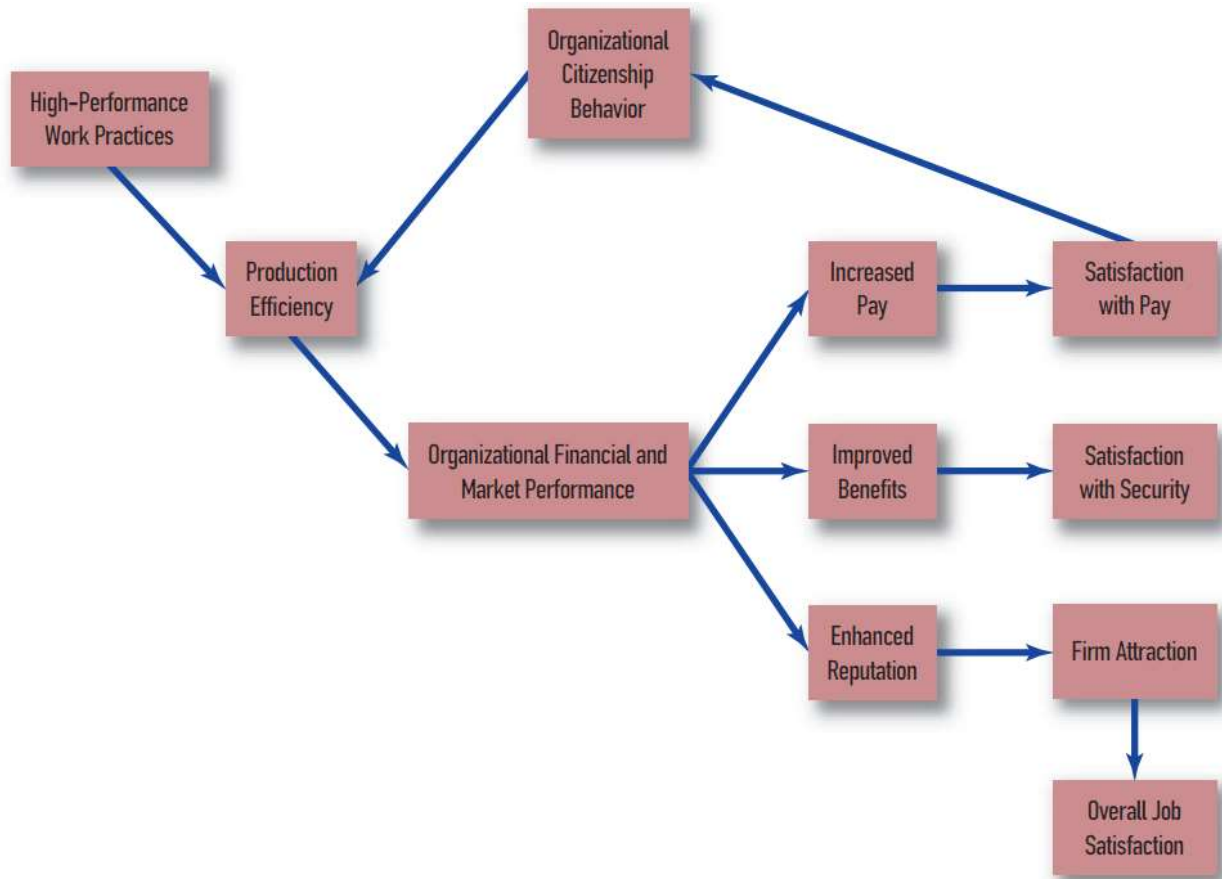 Organizational
Citizenship
Behavior
High-Performance
Work Practices
Production
Efficiency
Increased
Pay
Satisfaction
with Pay
Organizational Financial and
Market Performance
Improved
Benefits
Satisfaction
with Security
Enhanced
Reputation
Firm Attraction
Overall Job
Satisfaction